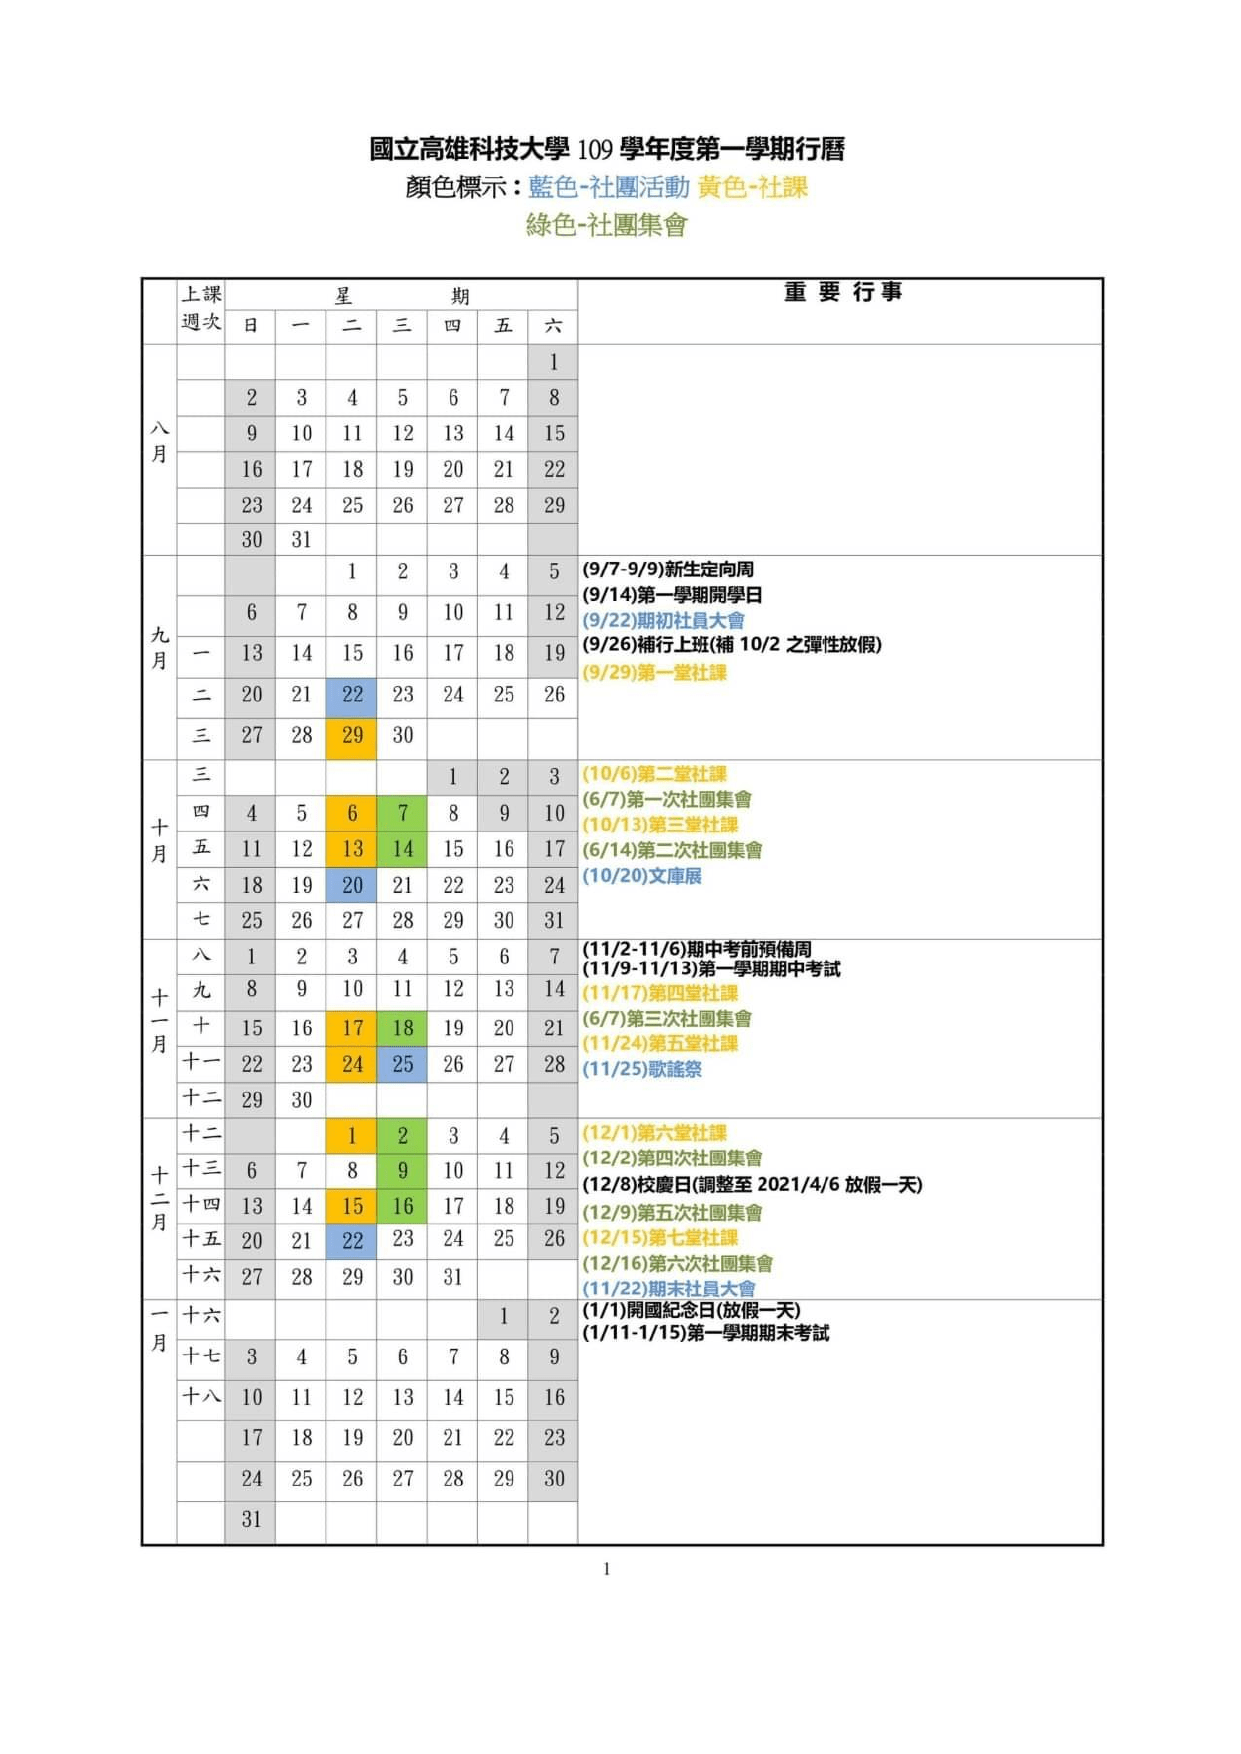 國立高雄科技大學 109 學年度第一學期行曆
顏色標示：藍色-社團活動 黃色-社課
綠色-社團集會
上課週次 星期 重要行事
日 一 二 三 四 五 六
八月
1
2 3 4 5 6 7 8
9 10 11 12 13 14 15
16 17 18 19 20 21 22
23 24 25 26 27 28 29
30 31
九月
1 2 3 4 5
6 7 8 9 10 11 12
一 13 14 15 16 17 18 19
二 20 21 22 23 24 25 26
三 27 28 29 30
(9/7-9/9)新生定向周
(9/14)第一學期開學日
(9/22)期初社員大會
(9/26)補行上班(補 10/2 之彈性放假)
(9/29)第一堂社課
十月
三 1 2 3
四 4 5 6 7 8 9 10
五 11 12 13 14 15 16 17
六 18 19 20 21 22 23 24
七 25 26 27 28 29 30 31
(10/6)第二堂社課
(6/7)第一次社團集會
(10/13)第三堂社課
(6/14)第二次社團集會
(10/20)文庫展
十一月
八 1 2 3 4 5 6 7
九 8 9 10 11 12 13 14
十 15 16 17 18 19 20 21
十一 22 23 24 25 26 27 28
十二 29 30
(11/2-11/6)期中考前預備周
(11/9-11/13)第一學期期中考試
(11/17)第四堂社課
(6/7)第三次社團集會
(11/24)第五堂社課
(11/25)歌謠祭
十二月
十二 1 2 3 4 5
十三 6 7 8 9 10 11 12
十四 13 14 15 16 17 18 19
十五 20 21 22 23 24 25 26
十六 27 28 29 30 31
(12/1)第六堂社課
(12/2)第四次社團集會
(12/8)校慶日(調整至 2021/4/6 放假一天)
(12/9)第五次社團集會
(12/15)第七堂社課
(12/16)第六次社團集會
(11/22)期末社員大會
一月
十六 1 2
十七 3 4 5 6 7 8 9
十八 10 11 12 13 14 15 16
17 18 19 20 21 22 23
24 25 26 27 28 29 30
31
(1/1)開國紀念日(放假一天)
(1/11-1/15)第一學期期末考試
1